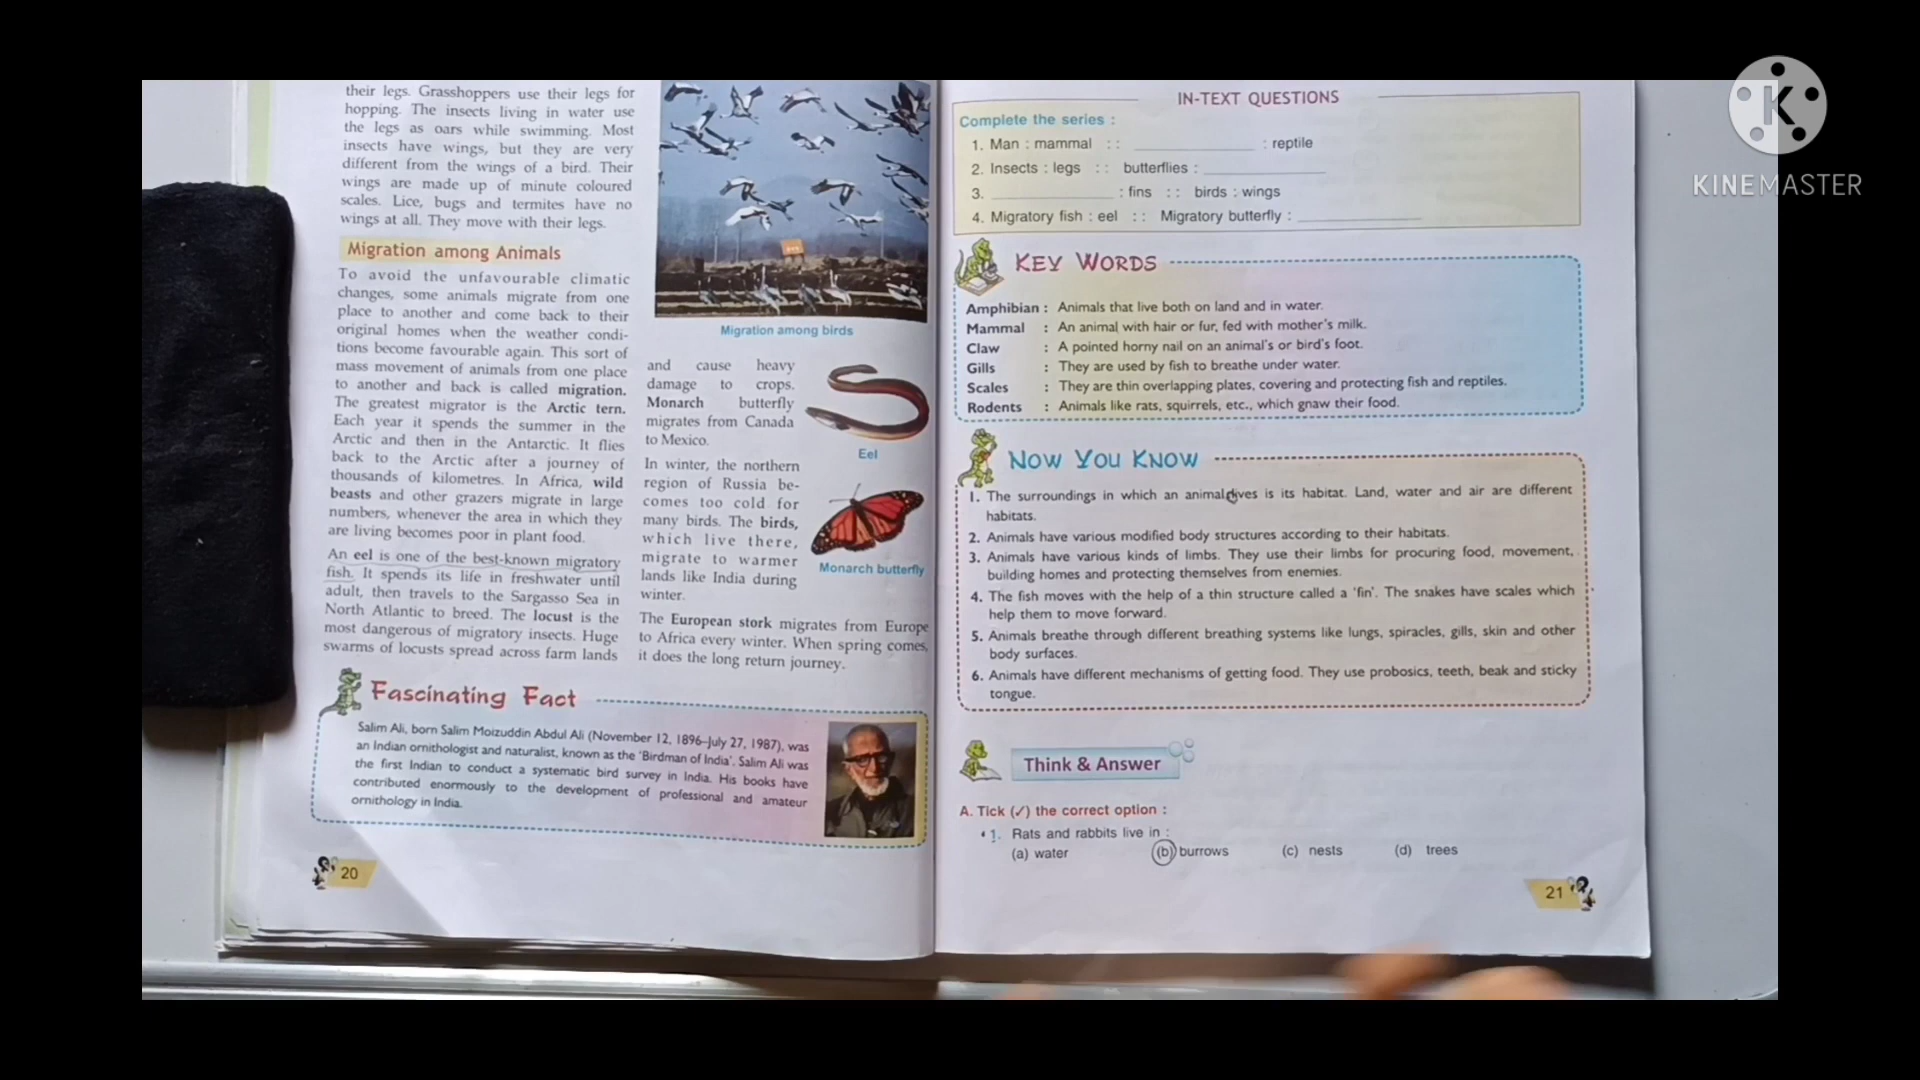 their legs. Grasshoppers use their legs for
hopping. The insects living in water use
the legs as oars while swimming. Most
insects have wings, but they are very
different from the wings of a bird. Their
wings are made up of minute coloured
scales. Lice, bugs and termites have no
wings at all. They move with their legs.
Migration among Animals
To avoid the unfavourable climatic
changes, some animals migrate from one
place to another and come back to their
original homes when the weather condi-
tions become favourable again. This sort of
mass movement of animals from one place
to another and back is called migration.
The greatest migrator is the Arctic tern.
Each year it spends the summer in the
Arctic and then in the Antarctic. It flies
back to the Arctic after a journey of
thousands of kilometres. In Africa, wild
beasts and other grazers migrate in large
numbers, whenever the area in which they
are living becomes poor in plant food.
An eel is one of the best-known migratory
fish. It spends its life in freshwater until
adult, then travels to the Sargasso Sea in
North Atlantic to breed. The locust is the
most dangerous of migratory insects. Huge
swarms of locusts spread across farm lands
Migration among birds
and cause heavy
damage to crops.
Monarch butterfly
migrates from Canada
to Mexico.
Eel
In winter, the northern
region of Russia be-
comes too cold for
many birds. The birds,
which live there,
migrate to warmer
lands like India during
winter.
Monarch butterfly
The European stork migrates from Europe
to Africa every winter. When spring comes,
it does the long return journey.
Fascinating Fact
Salim Ali, born Salim Moizuddin Abdul Ali (November 12, 1896–July 27, 1987), was
an Indian ornithologist and naturalist, known as the 'Birdman of India'. Salim Ali was
the first Indian to conduct a systematic bird survey in India. His books have
contributed enormously to the development of professional and amateur
ornithology in India.
20
IN-TEXT QUESTIONS
Complete the series :
1. Man : mammal :: ____________ : reptile
2. Insects : legs :: butterflies : ____________
3. ____________ : fins :: birds : wings
4. Migratory fish : eel :: Migratory butterfly : ____________
KEY WORDS
Amphibian : Animals that live both on land and in water.
Mammal : An animal with hair or fur, fed with mother's milk.
Claw : A pointed horny nail on an animal's or bird's foot.
Gills : They are used by fish to breathe under water.
Scales : They are thin overlapping plates, covering and protecting fish and reptiles.
Rodents : Animals like rats, squirrels, etc., which gnaw their food.
NOW YOU KNOW
1. The surroundings in which an animal lives is its habitat. Land, water and air are different
habitats.
2. Animals have various modified body structures according to their habitats.
3. Animals have various kinds of limbs. They use their limbs for procuring food, movement,
building homes and protecting themselves from enemies.
4. The fish moves with the help of a thin structure called a 'fin'. The snakes have scales which
help them to move forward.
5. Animals breathe through different breathing systems like lungs, spiracles, gills, skin and other
body surfaces.
6. Animals have different mechanisms of getting food. They use probosics, teeth, beak and sticky
tongue.
Think & Answer
A. Tick (✓) the correct option :
1. Rats and rabbits live in :
(a) water (b) burrows (c) nests (d) trees
21
K
KINEMASTER